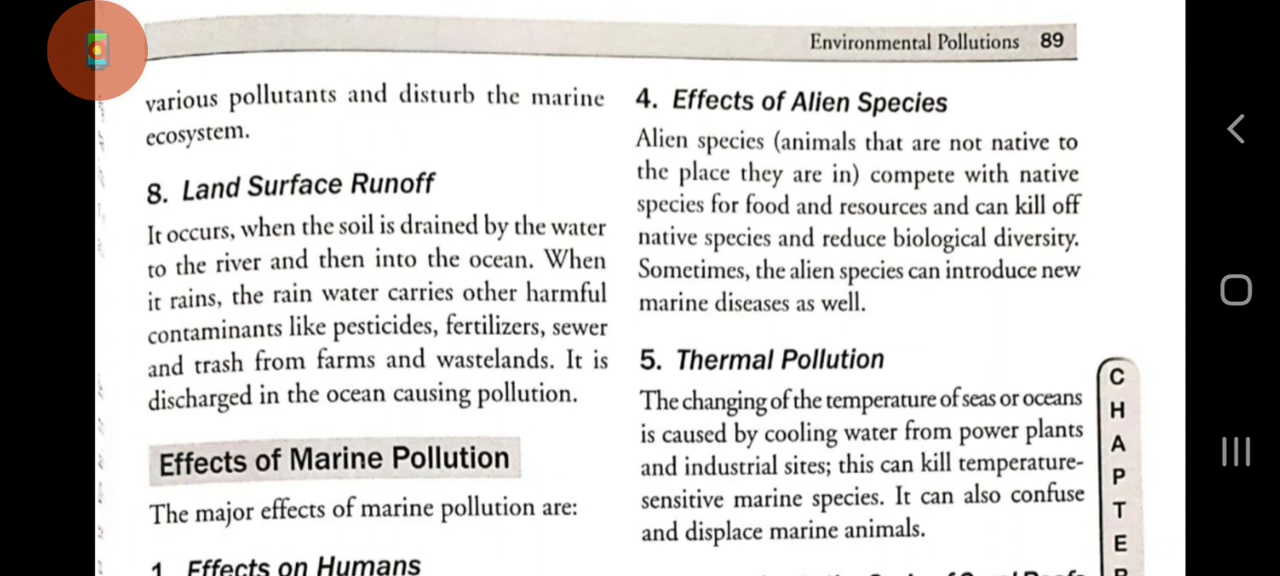 Environmental Pollutions 89
various pollutants and disturb the marine
ecosystem.
8. Land Surface Runoff
It occurs, when the soil is drained by the water
to the river and then into the ocean. When
it rains, the rain water carries other harmful
contaminants like pesticides, fertilizers, sewer
and trash from farms and wastelands. It is
discharged in the ocean causing pollution.
Effects of Marine Pollution
The major effects of marine pollution are:
1. Effects on Humans
4. Effects of Alien Species
Alien species (animals that are not native to
the place they are in) compete with native
species for food and resources and can kill off
native species and reduce biological diversity.
Sometimes, the alien species can introduce new
marine diseases as well.
5. Thermal Pollution
The changing of the temperature of seas or oceans
is caused by cooling water from power plants
and industrial sites; this can kill temperature-
sensitive marine species. It can also confuse
and displace marine animals.
C
H
A
P
T
E
R